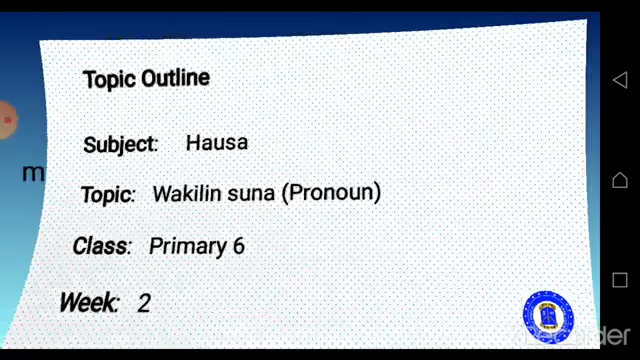 Topic Outline
Subject: Hausa
m
Topic: Wakilin suna (Pronoun)
Class: Primary 6
Week: 2